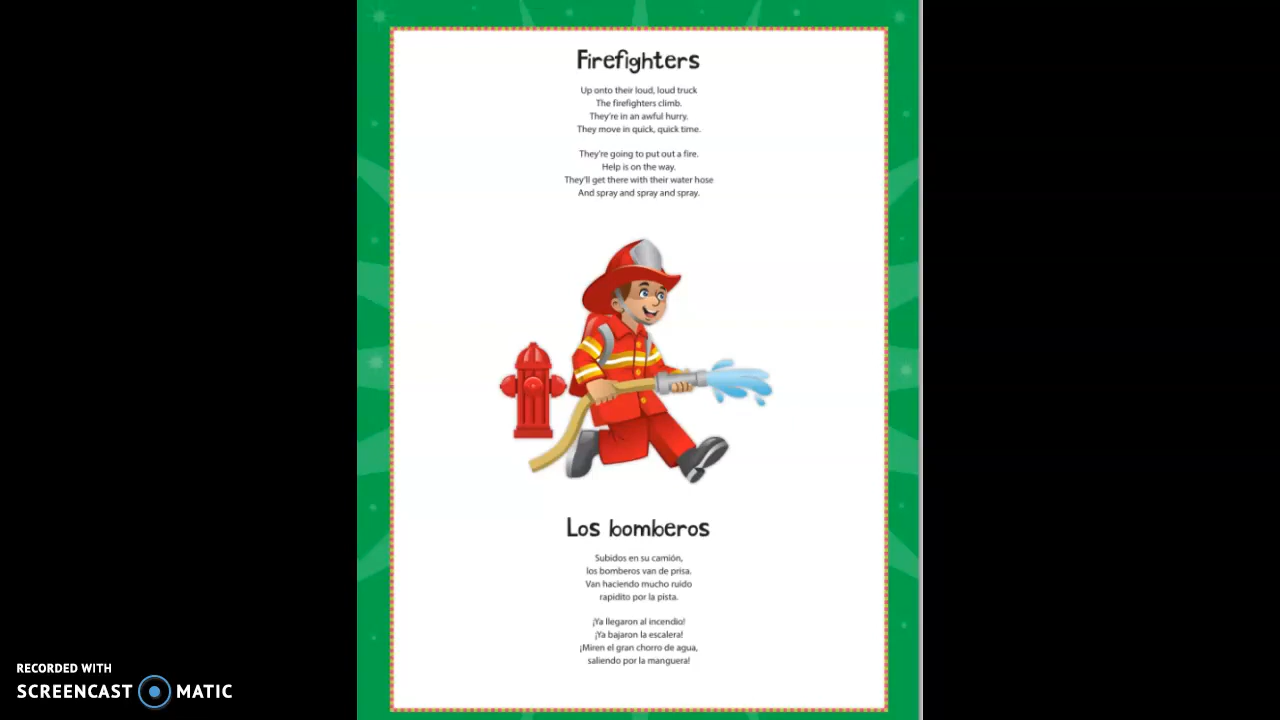 Firefighters
Up onto their loud, loud truck
The firefighters climb.
They're in an awful hurry.
They move in quick, quick time.
They're going to put out a fire.
Help is on the way.
They'll get there with their water hose
And spray and spray and spray.
Los bomberos
Subidos en su camión,
los bomberos van de prisa.
Van haciendo mucho ruido
rapidito por la pista.
¡Ya llegaron al incendio!
¡Ya bajaron la escalera!
¡Miren el gran chorro de agua,
saliendo por la manguera!
RECORDED WITH
SCREENCAST MATIC